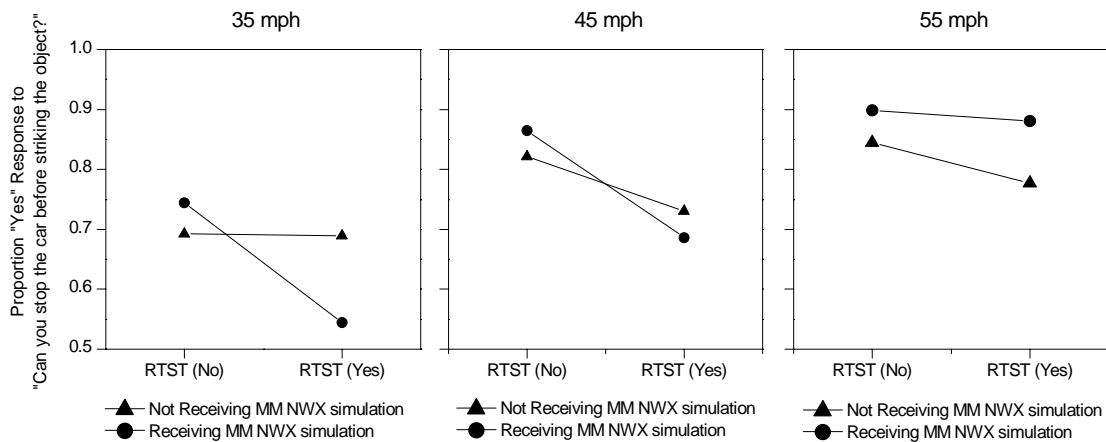 35 mph
45 mph
55 mph
Proportion "Yes" Response to
"Can you stop the car before striking the object?"
1.0
0.9
0.8
0.7
0.6
0.5
RTST (No)
RTST (Yes)
RTST (No)
RTST (Yes)
RTST (No)
RTST (Yes)
Not Receiving MM NWX simulation
Receiving MM NWX simulation
Not Receiving MM NWX simulation
Receiving MM NWX simulation
Not Receiving MM NWX simulation
Receiving MM NWX simulation